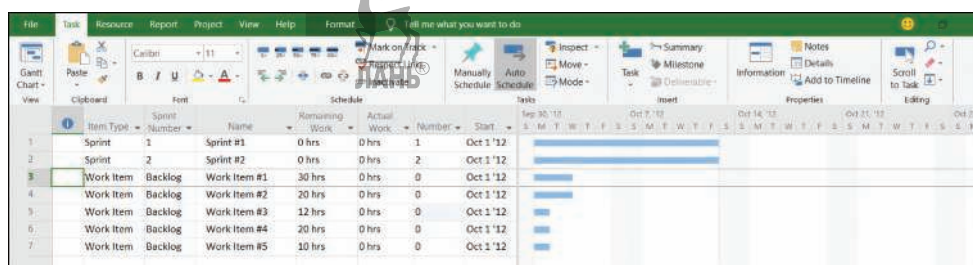 File Task Resource Report Project View Help Format Tell me what you want to do
Gantt Chart
Paste
Calibri 11
B I U A
Mark on Track
Respect Links
Inactivate
ЛАНЬ®
Manually Schedule
Auto Schedule
Inspect
Move
Mode
Task
Summary
Milestone
Deliverable
Information
Notes
Details
Add to Timeline
Scroll to Task
View Clipboard Font Schedule Tasks Insert Properties Editing
Item Type Sprint Number Name Remaining Work Actual Work Number Start
Sep 30, '12 Oct 7, '12 Oct 14, '12 Oct 21, '12
S M T W T F S S M T W T F S S M T W T F S S M T W T F S
1 Sprint 1 Sprint #1 0 hrs 0 hrs 1 Oct 1 '12
2 Sprint 2 Sprint #2 0 hrs 0 hrs 2 Oct 1 '12
3 Work Item Backlog Work Item #1 30 hrs 0 hrs 0 Oct 1 '12
4 Work Item Backlog Work Item #2 20 hrs 0 hrs 0 Oct 1 '12
5 Work Item Backlog Work Item #3 12 hrs 0 hrs 0 Oct 1 '12
6 Work Item Backlog Work Item #4 20 hrs 0 hrs 0 Oct 1 '12
7 Work Item Backlog Work Item #5 10 hrs 0 hrs 0 Oct 1 '12